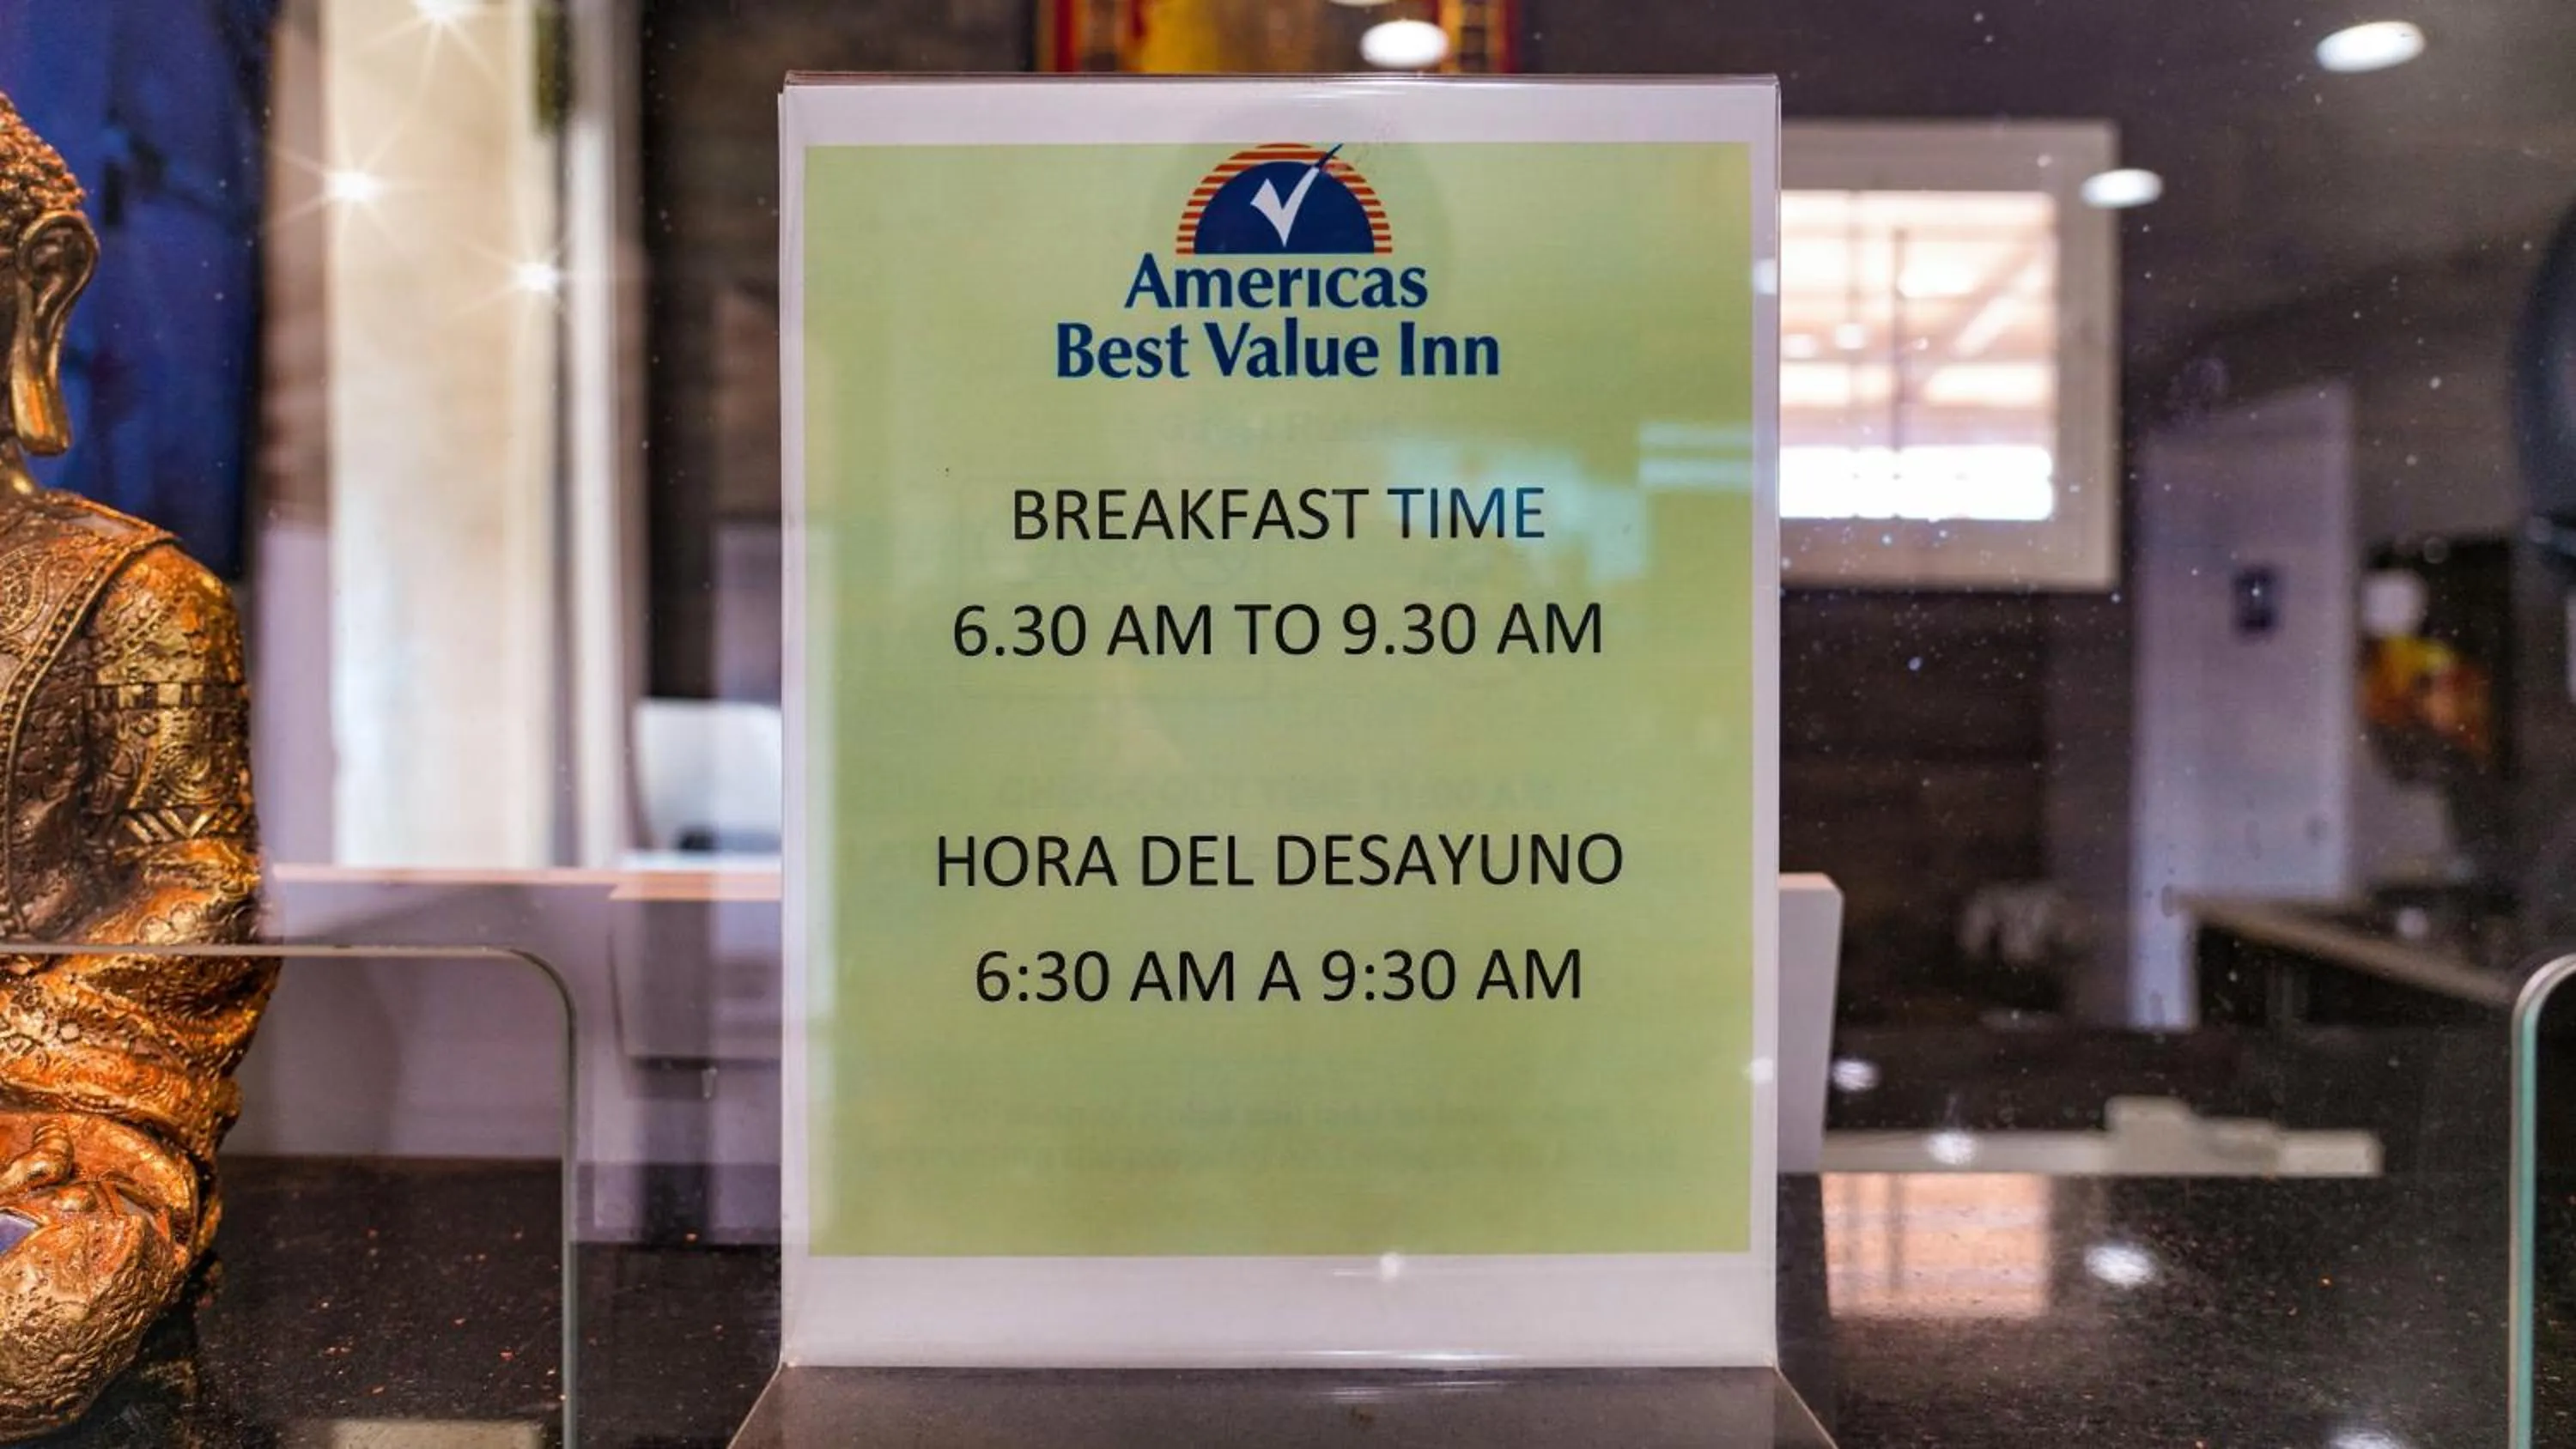 Americas
Best Value Inn
BREAKFAST TIME
6.30 AM TO 9.30 AM
HORA DEL DESAYUNO
6:30 AM A 9:30 AM